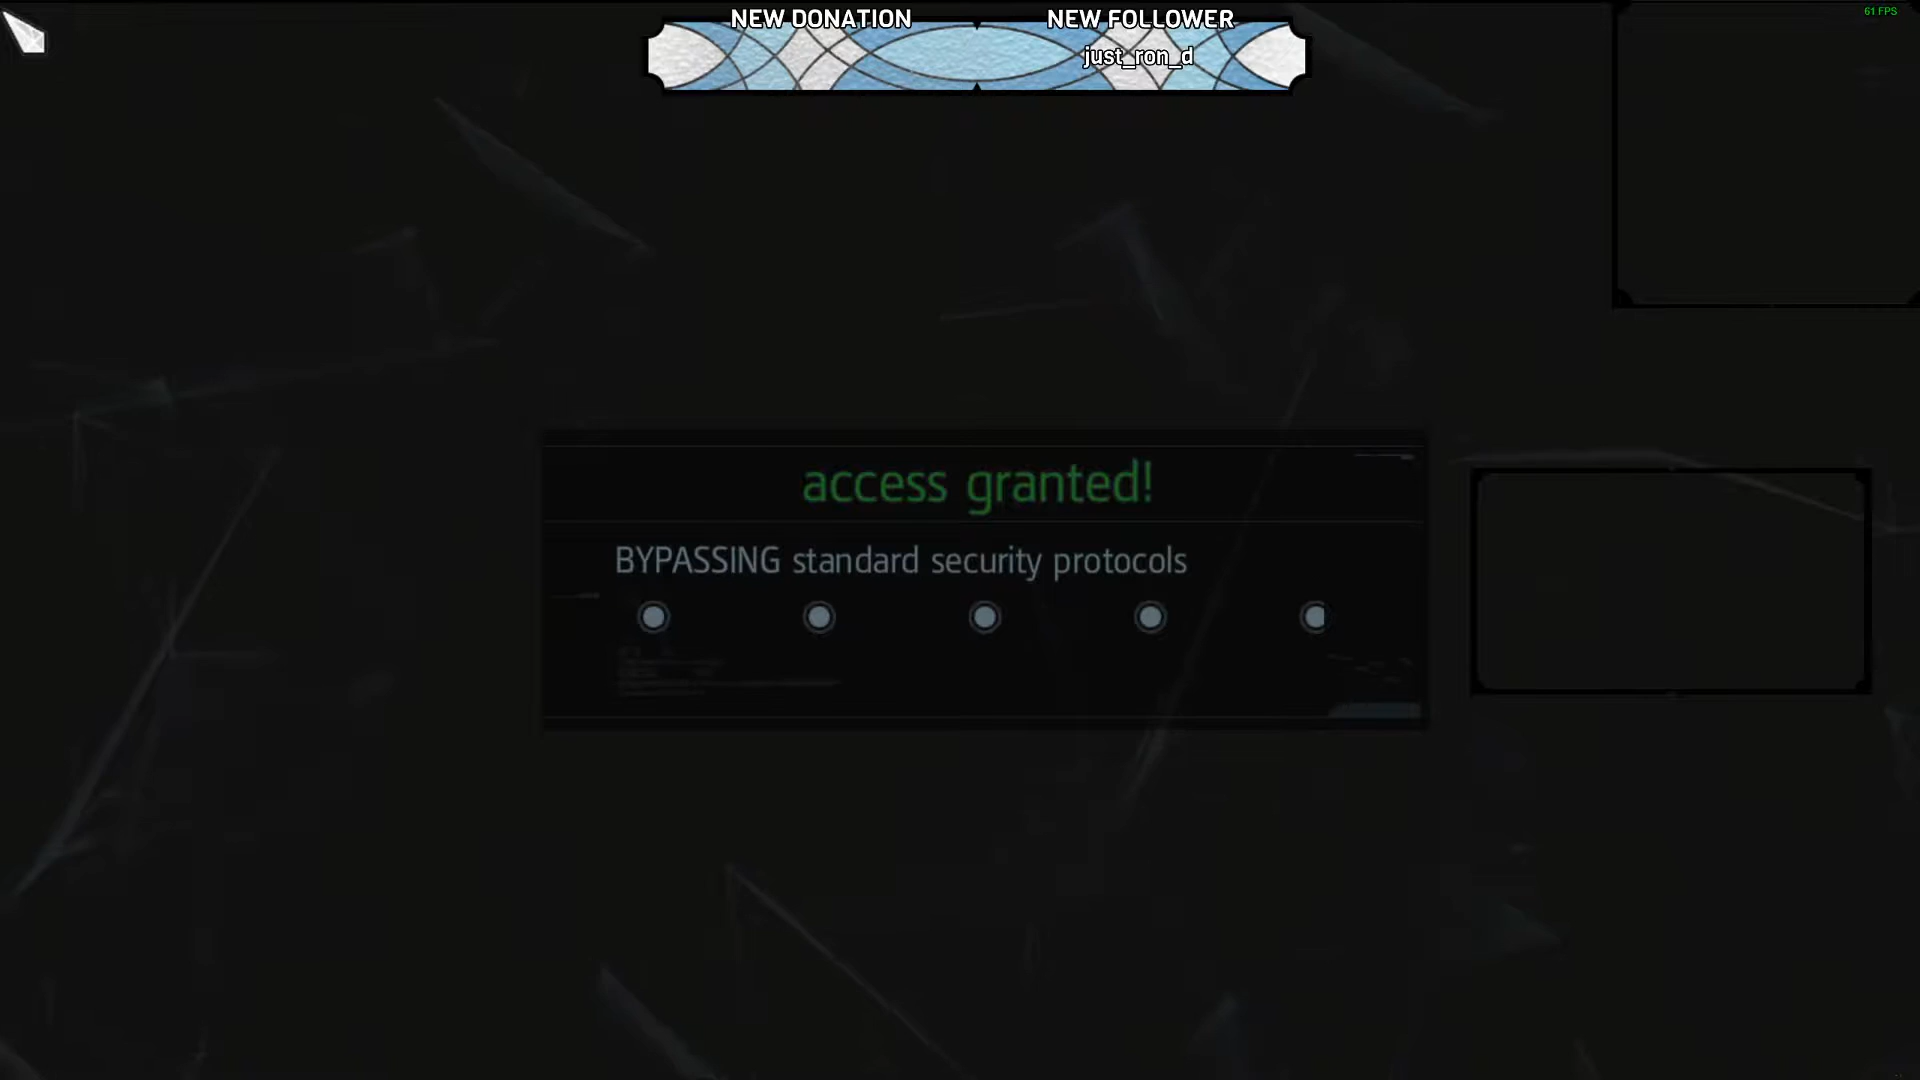 NEW DONATION
NEW FOLLOWER
just_ron_d
61 FPS
access granted!
BYPASSING standard security protocols